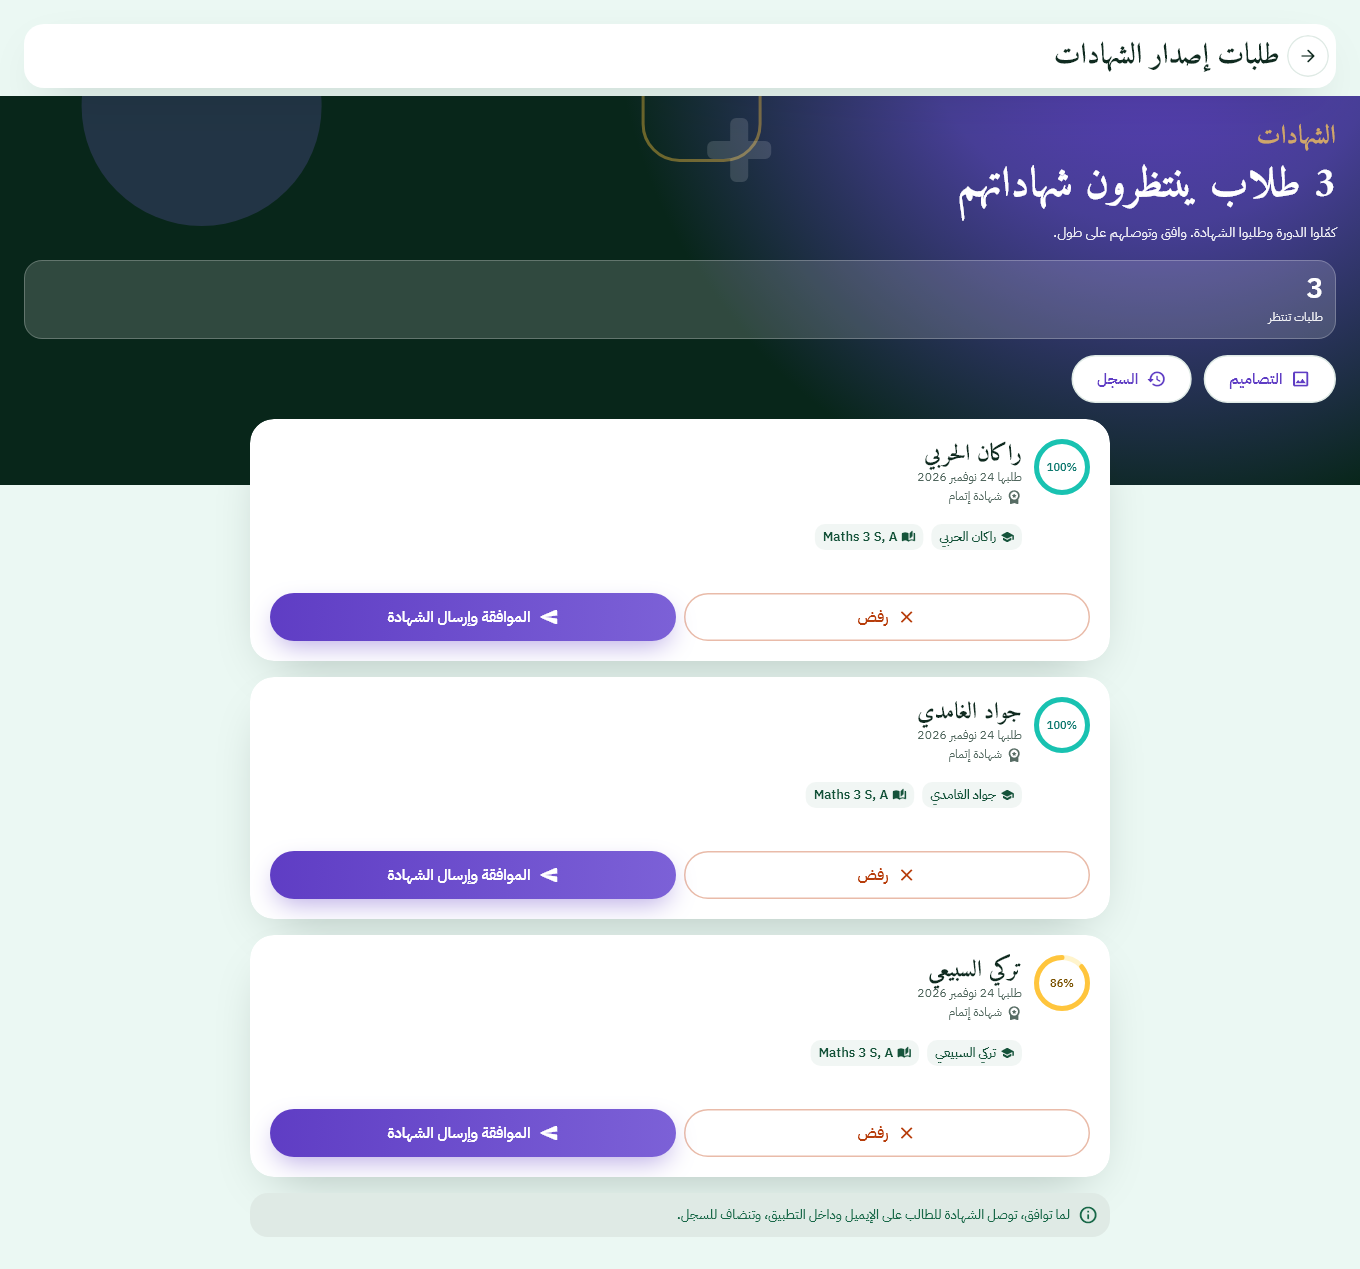 طلبات إصدار الشهادات
الشهادات
3 طلاب ينتظرون شهاداتهم
كمّلوا الدورة وطلبوا الشهادة. وافق وتوصلهم على طول.
3
طلبات تنتظر
التصاميم
السجل
100%
راكان الحربي
طلبها 24 نوفمبر 2026
شهادة إتمام
راكان الحربي
Maths 3 S, A
رفض
الموافقة وإرسال الشهادة
100%
جواد الغامدي
طلبها 24 نوفمبر 2026
شهادة إتمام
جواد الغامدي
Maths 3 S, A
رفض
الموافقة وإرسال الشهادة
86%
تركي السبيعي
طلبها 24 نوفمبر 2026
شهادة إتمام
تركي السبيعي
Maths 3 S, A
رفض
الموافقة وإرسال الشهادة
لما توافق، توصل الشهادة للطالب على الإيميل وداخل التطبيق، وتنضاف للسجل.